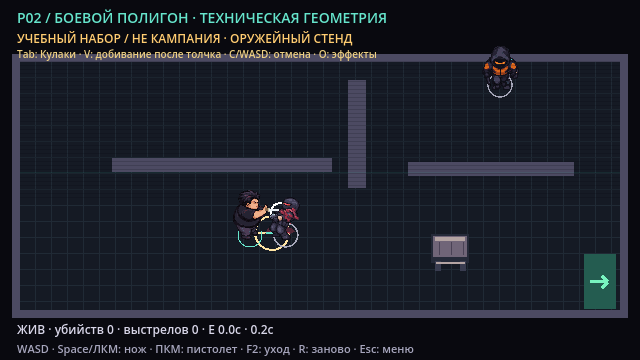 P02 / БОЕВОЙ ПОЛИГОН · ТЕХНИЧЕСКАЯ ГЕОМЕТРИЯ
УЧЕБНЫЙ НАБОР / НЕ КАМПАНИЯ · ОРУЖЕЙНЫЙ СТЕНД
Tab: Кулаки · V: добивание после толчка · C/WASD: отмена · O: эффекты
ЖИВ · убийств 0 · выстрелов 0 · E 0.0с · 0.2с
WASD · Space/ЛКМ: нож · ПКМ: пистолет · F2: уход · R: заново · Esc: меню